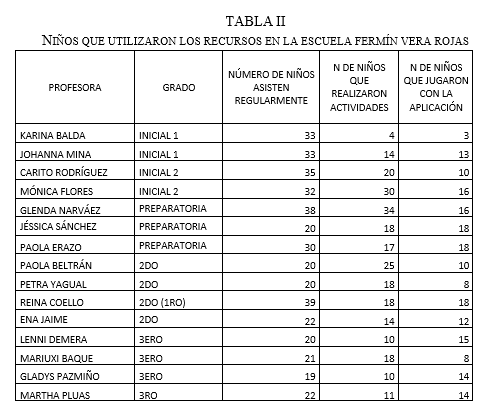 TABLA II
NIÑOS QUE UTILIZARON LOS RECURSOS EN LA ESCUELA FERMÍN VERA ROJAS
PROFESORA GRADO NÚMERO DE NIÑOS ASISTEN REGULARMENTE N DE NIÑOS QUE REALIZARON ACTIVIDADES N DE NIÑOS QUE JUGARON CON LA APLICACIÓN
KARINA BALDA INICIAL 1 33 4 3
JOHANNA MINA INICIAL 1 33 14 13
CARITO RODRÍGUEZ INICIAL 2 35 20 10
MÓNICA FLORES INICIAL 2 32 30 16
GLENDA NARVÁEZ PREPARATORIA 38 34 16
JÉSSICA SÁNCHEZ PREPARATORIA 20 18 18
PAOLA ERAZO PREPARATORIA 30 17 18
PAOLA BELTRÁN 2DO 20 25 10
PETRA YAGUAL 2DO 20 18 8
REINA COELLO 2DO (1RO) 39 18 18
ENA JAIME 2DO 22 14 12
LENNI DEMERA 3ERO 20 10 15
MARIUXI BAQUE 3ERO 21 18 8
GLADYS PAZMIÑO 3ERO 19 10 14
MARTHA PLUAS 3RO 22 11 14